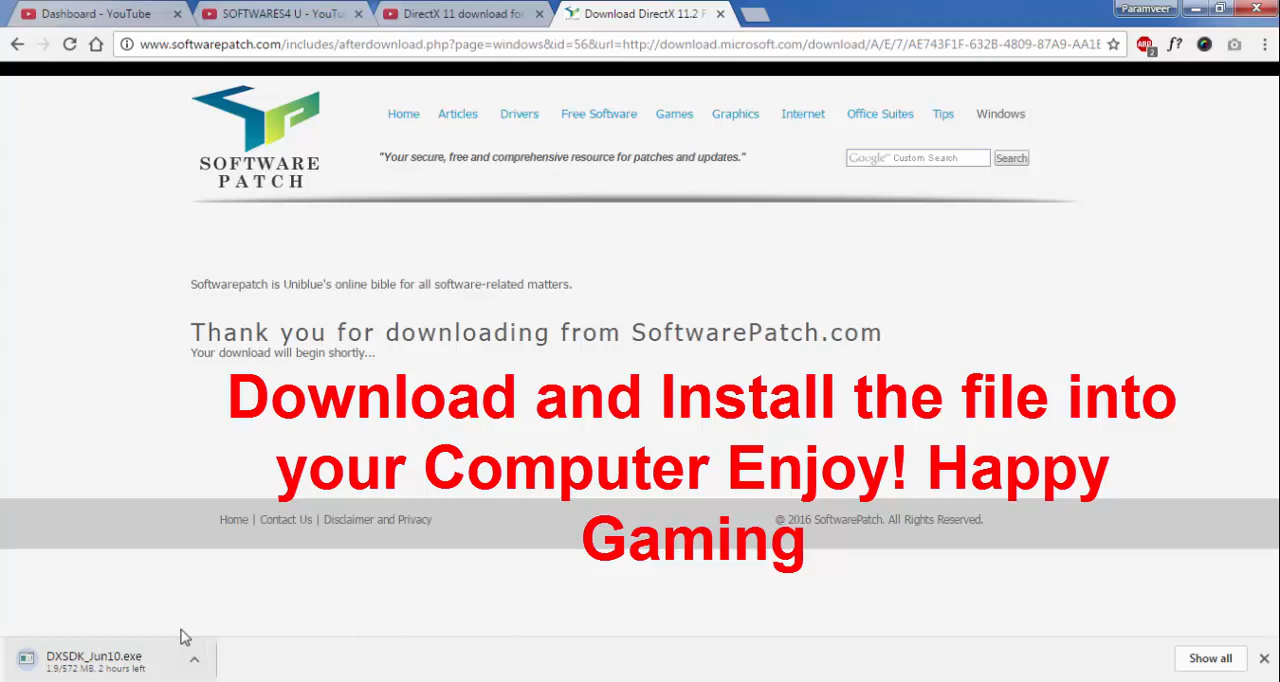 Dashboard - YouTube
SOFTWARES4 U - YouTu
DirectX 11 download for
Download DirectX 11.2 F
Paramveer
www.softwarepatch.com/includes/afterdownload.php?page=windows&id=56&url=http://download.microsoft.com/download/A/E/7/AE743F1F-632B-4809-87A9-AA1E
f?
2
SOFTWARE
PATCH
Home Articles Drivers Free Software Games Graphics Internet Office Suites Tips Windows
"Your secure, free and comprehensive resource for patches and updates."
Google™ Custom Search
Search
Softwarepatch is Uniblue's online bible for all software-related matters.
Thank you for downloading from SoftwarePatch.com
Your download will begin shortly...
Download and Install the file into
your Computer Enjoy! Happy
Gaming
Home | Contact Us | Disclaimer and Privacy
© 2016 SoftwarePatch. All Rights Reserved.
DXSDK_Jun10.exe
1.9/572 MB, 2 hours left
Show all